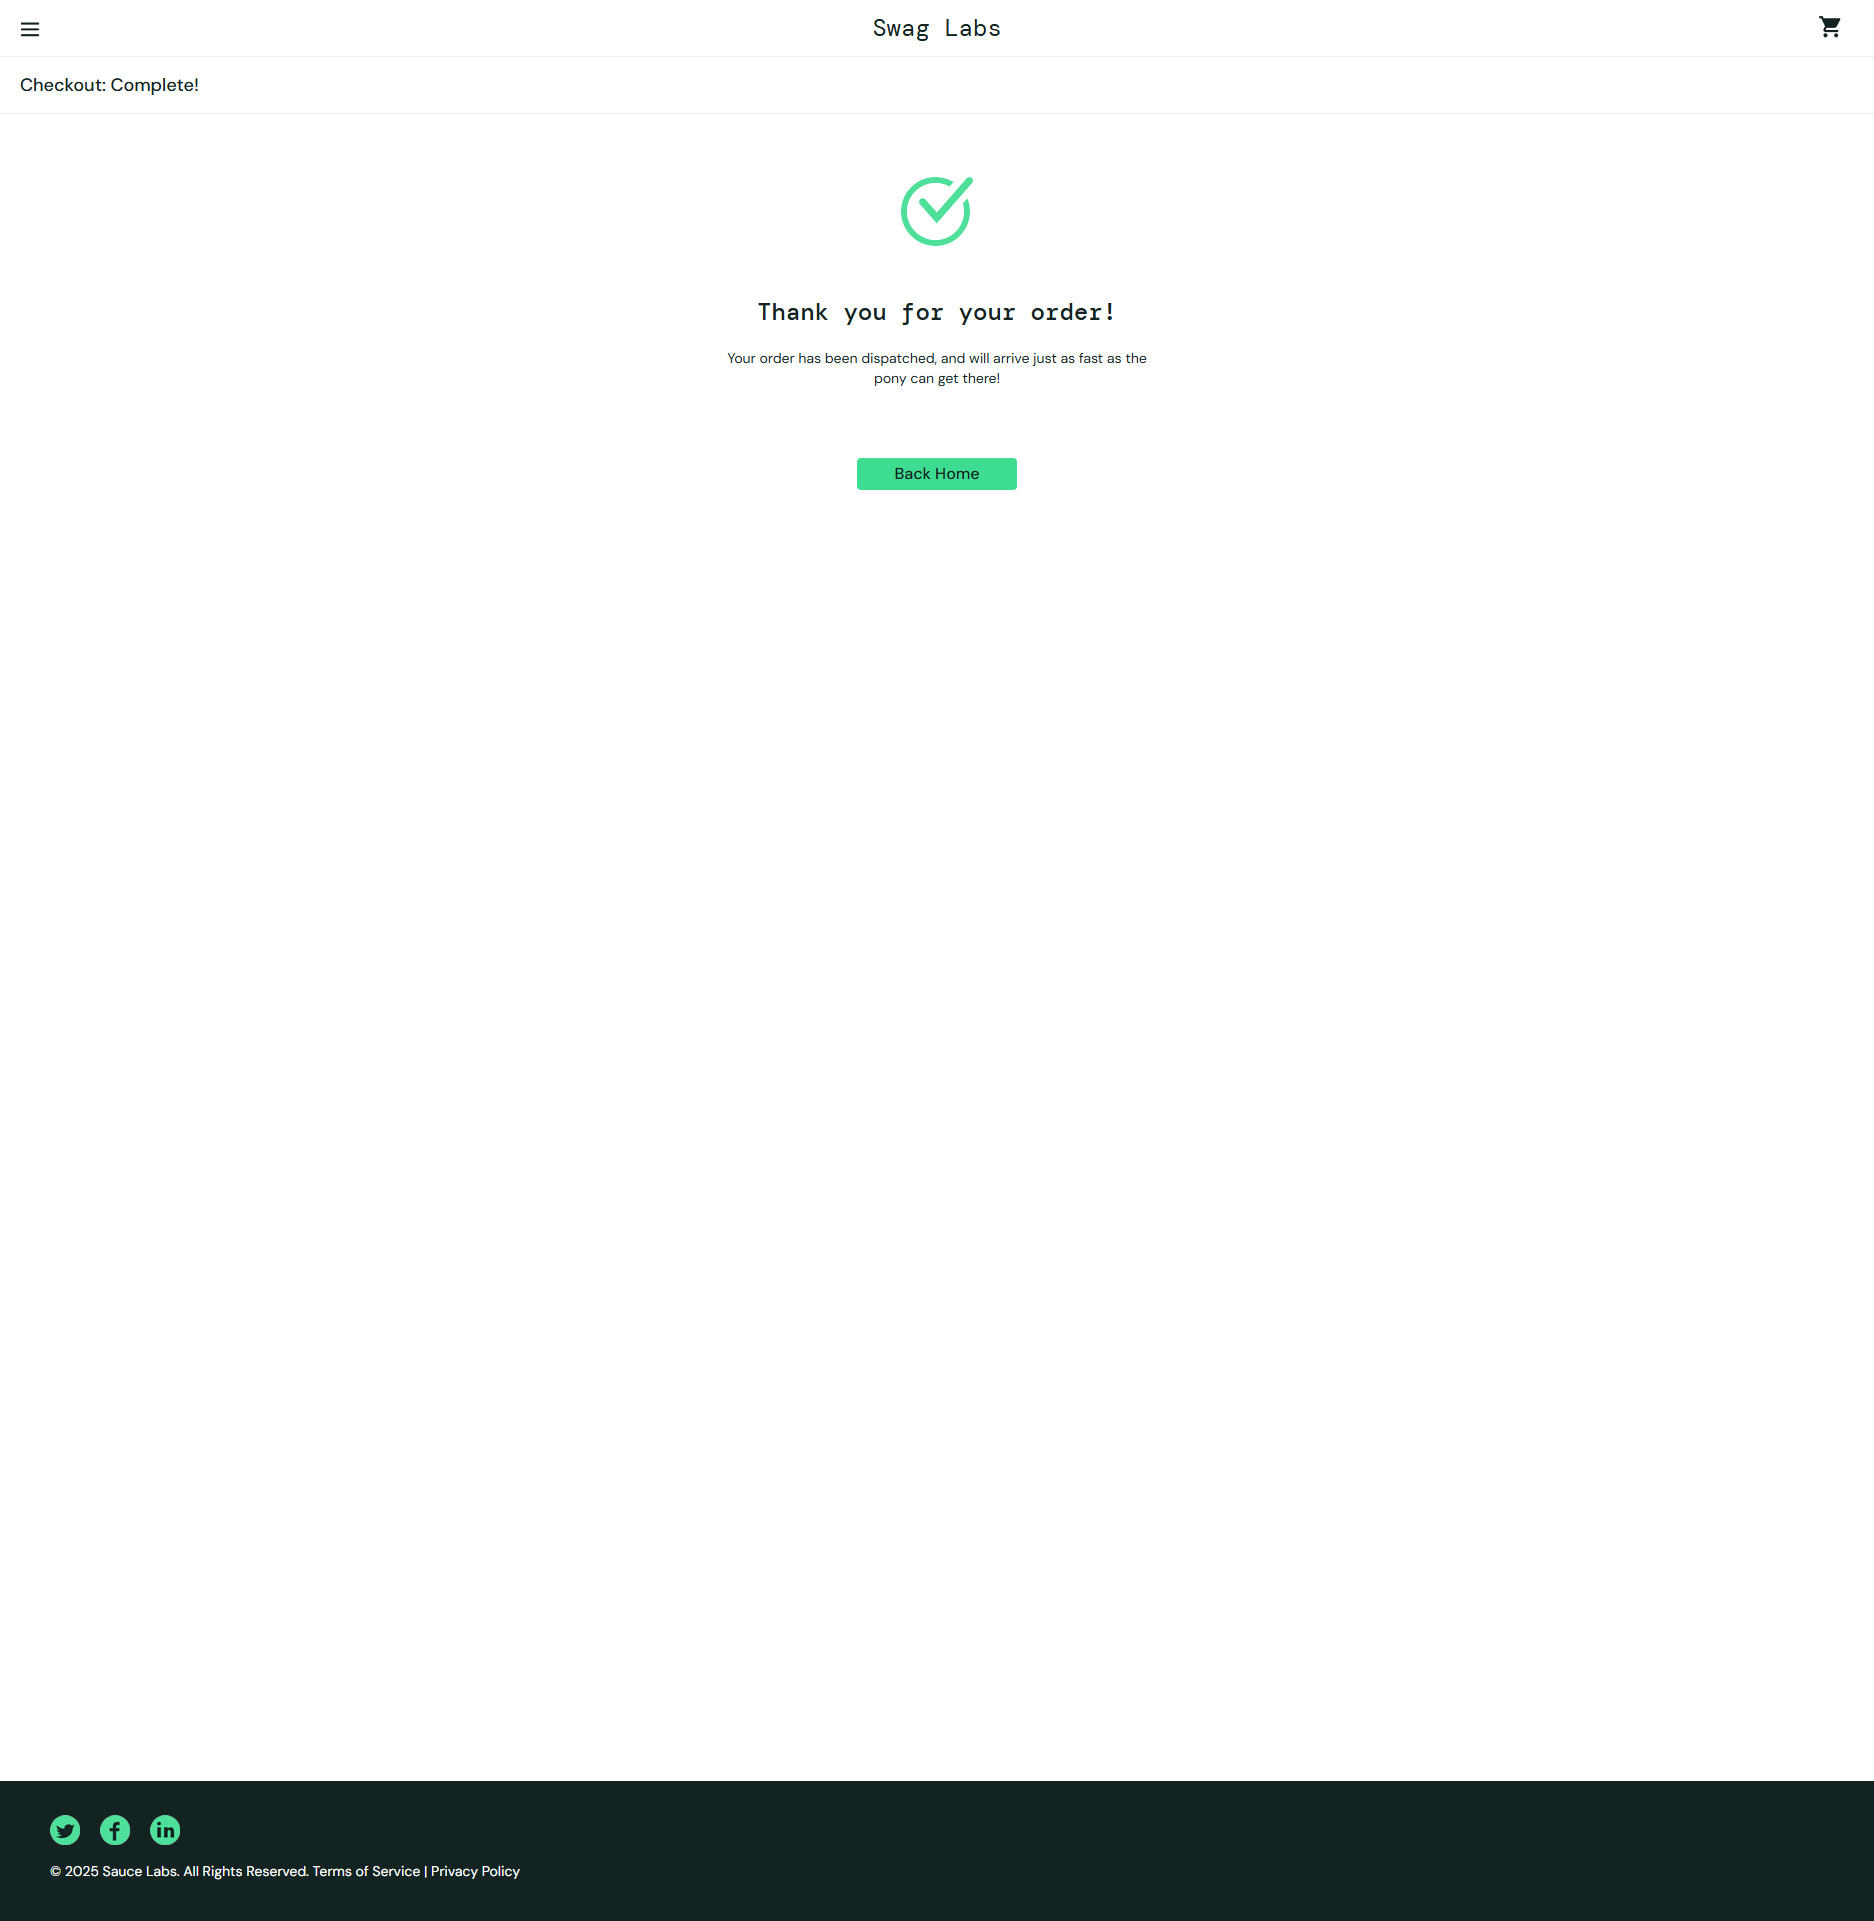 Swag Labs
Checkout: Complete!
Thank you for your order!
Your order has been dispatched, and will arrive just as fast as the
pony can get there!
Back Home
© 2025 Sauce Labs. All Rights Reserved. Terms of Service | Privacy Policy